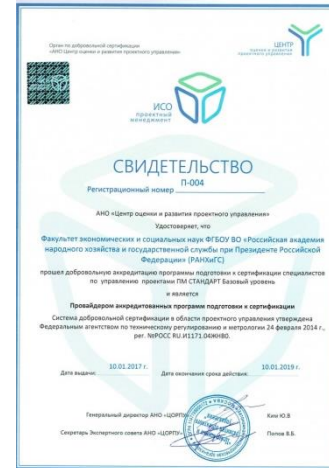 Орган по добровольной сертификации
«АНО Центр оценки и развития проектного управления»
ЦЕНТР
оценки и развития
проектного управления
ИСО
проектный
менеджмент
СВИДЕТЕЛЬСТВО
П-004
Регистрационный номер
АНО «Центр оценки и развития проектного управления»
Удостоверяет, что
Факультет экономических и социальных наук ФГБОУ ВО «Российская академия
народного хозяйства и государственной службы при Президенте Российской
Федерации» (РАНХиГС)
прошел добровольную аккредитацию программы подготовки к сертификации специалистов
по управлению проектами ПМ СТАНДАРТ Базовый уровень
и является
Провайдером аккредитованных программ подготовки к сертификации
Система добровольной сертификации в области проектного управления утверждена
Федеральным агентством по техническому регулированию и метрологии 24 февраля 2014 г.,
рег. №РОСС RU.И1171.04ЖНВ0.
Дата выдачи: 10.01.2017 г. Дата окончания срока действия: 10.01.2019 г.
Генеральный директор АНО «ЦОРПУ» Ким Ю.В
Секретарь Экспертного совета АНО «ЦОРПУ» Попов В.Б.